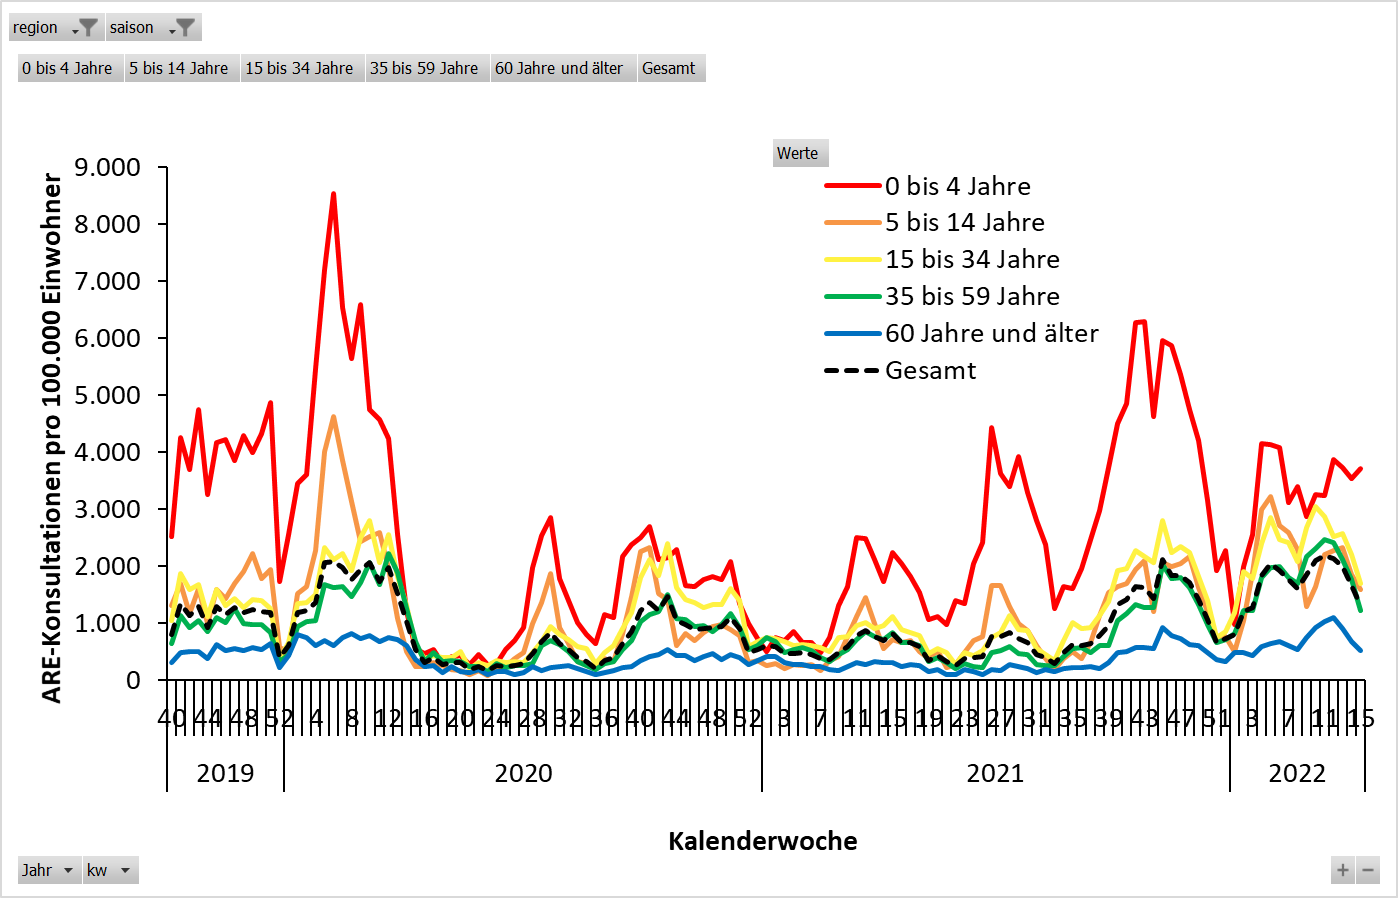 region saison
0 bis 4 Jahre 5 bis 14 Jahre 15 bis 34 Jahre 35 bis 59 Jahre 60 Jahre und älter Gesamt
Werte
0 bis 4 Jahre
5 bis 14 Jahre
15 bis 34 Jahre
35 bis 59 Jahre
60 Jahre und älter
Gesamt
ARE-Konsultationen pro 100.000 Einwohner
9.000
8.000
7.000
6.000
5.000
4.000
3.000
2.000
1.000
0
40 44 48 52 4 8 12 16 20 24 28 32 36 40 44 48 52 3 7 11 15 19 23 27 31 35 39 43 47 51 3 7 11 15
2019 2020 2021 2022
Kalenderwoche
Jahr kw + −